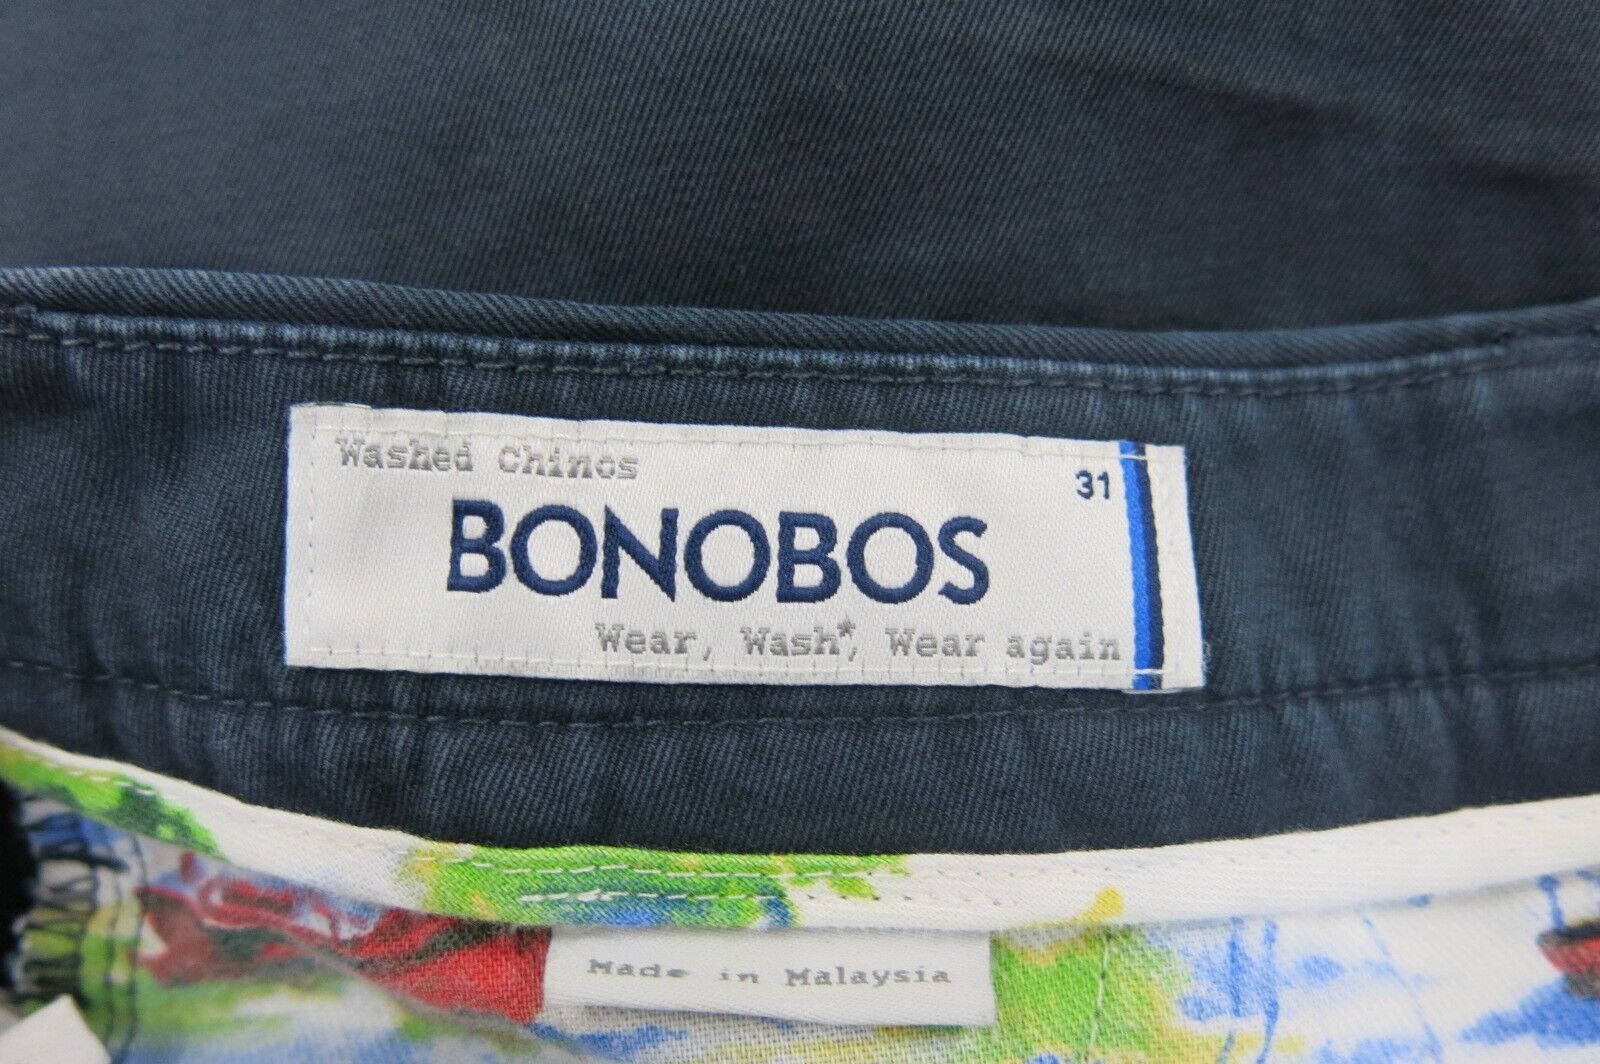 Washed Chinos
31
BONOBOS
Wear, Wash*, Wear again
Made in Malaysia